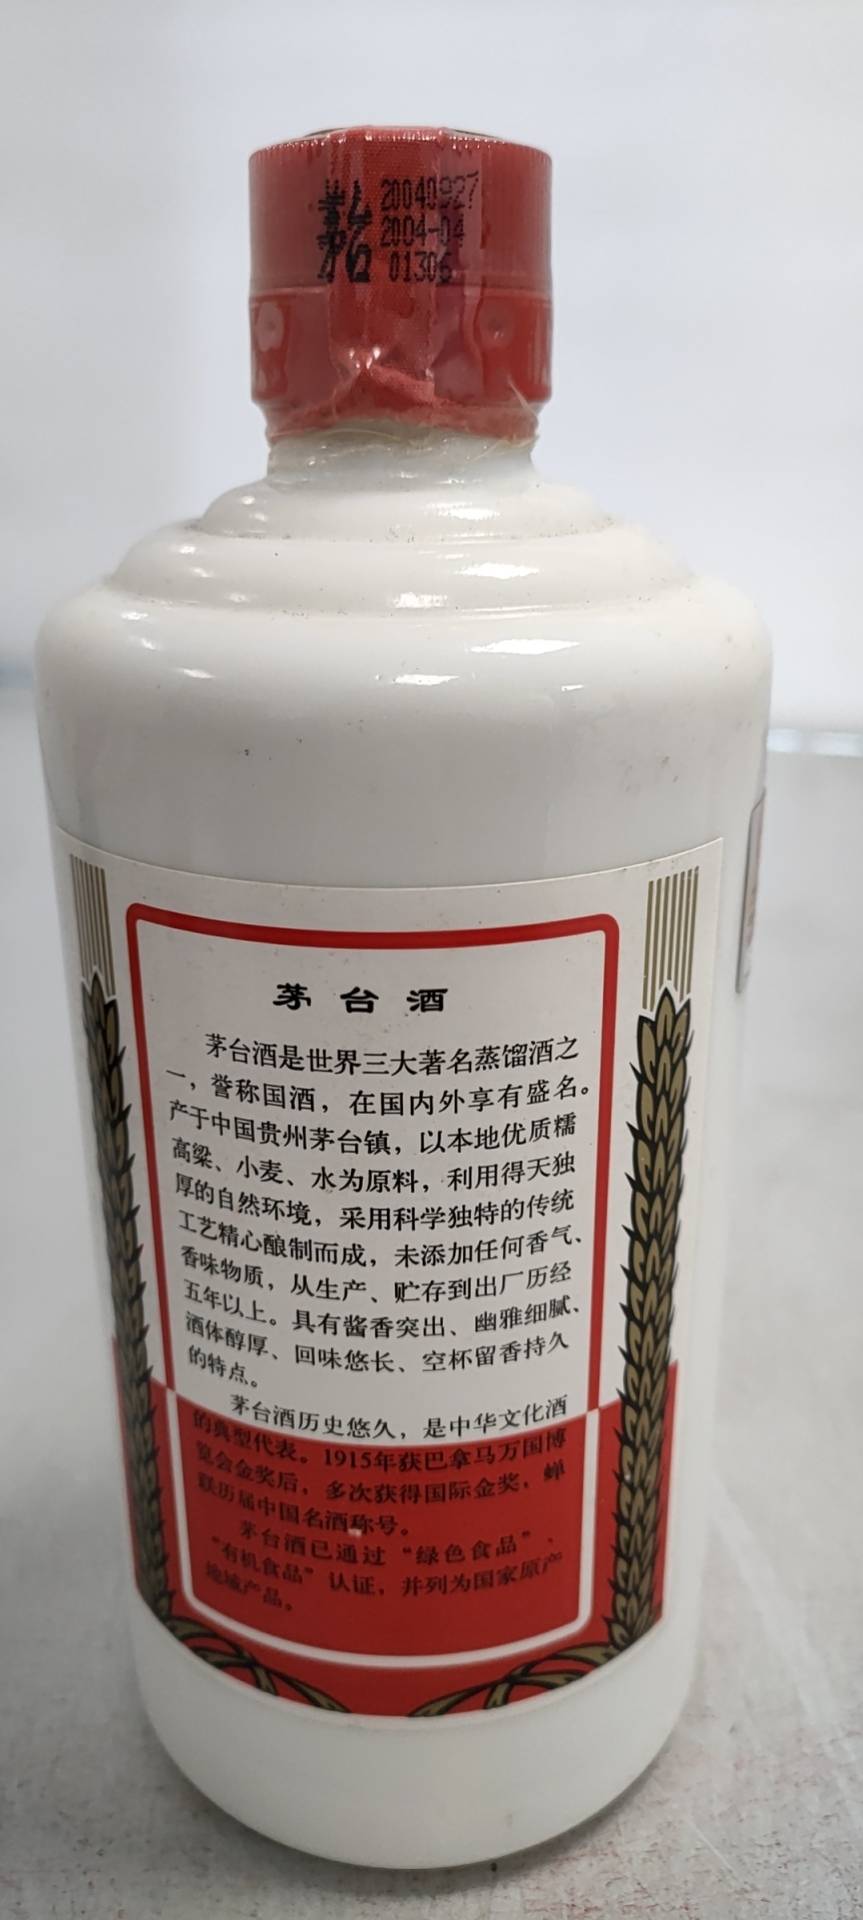 茅台 20040927
2004-04
01306
茅台酒
茅台酒是世界三大著名蒸馏酒之
一，誉称国酒，在国内外享有盛名。
产于中国贵州茅台镇，以本地优质糯
高粱、小麦、水为原料，利用得天独
厚的自然环境，采用科学独特的传统
工艺精心酿制而成，未添加任何香气、
香味物质，从生产、贮存到出厂历经
五年以上。具有酱香突出、幽雅细腻、
酒体醇厚、回味悠长、空杯留香持久
的特点。
茅台酒历史悠久，是中华文化酒
的典型代表。1915年获巴拿马万国博
览会金奖后，多次获得国际金奖，蝉
联历届中国名酒称号。
茅台酒已通过“绿色食品”、
“有机食品”认证，并列为国家原产
地域产品。